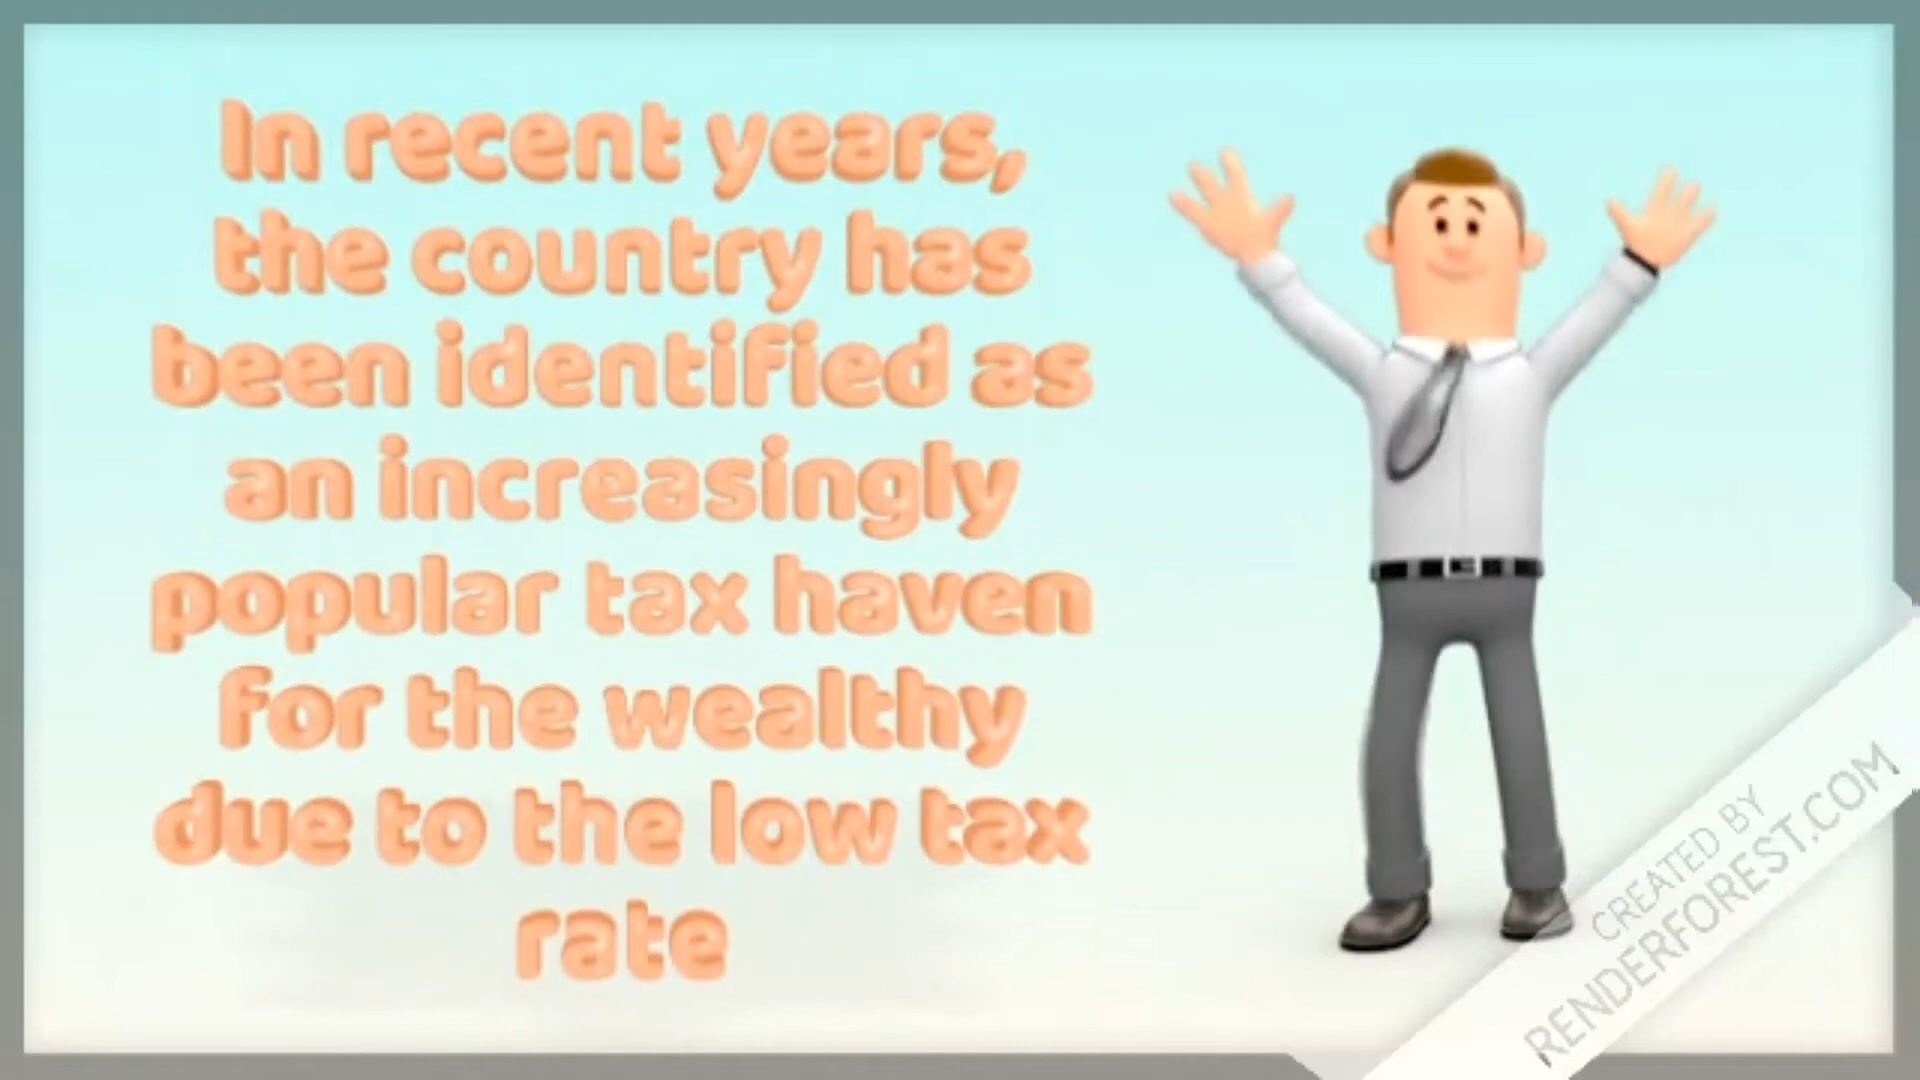 In recent years,
the country has
been identified as
an increasingly
popular tax haven
for the wealthy
due to the low tax
rate
CREATED BY
RENDERFOREST.COM